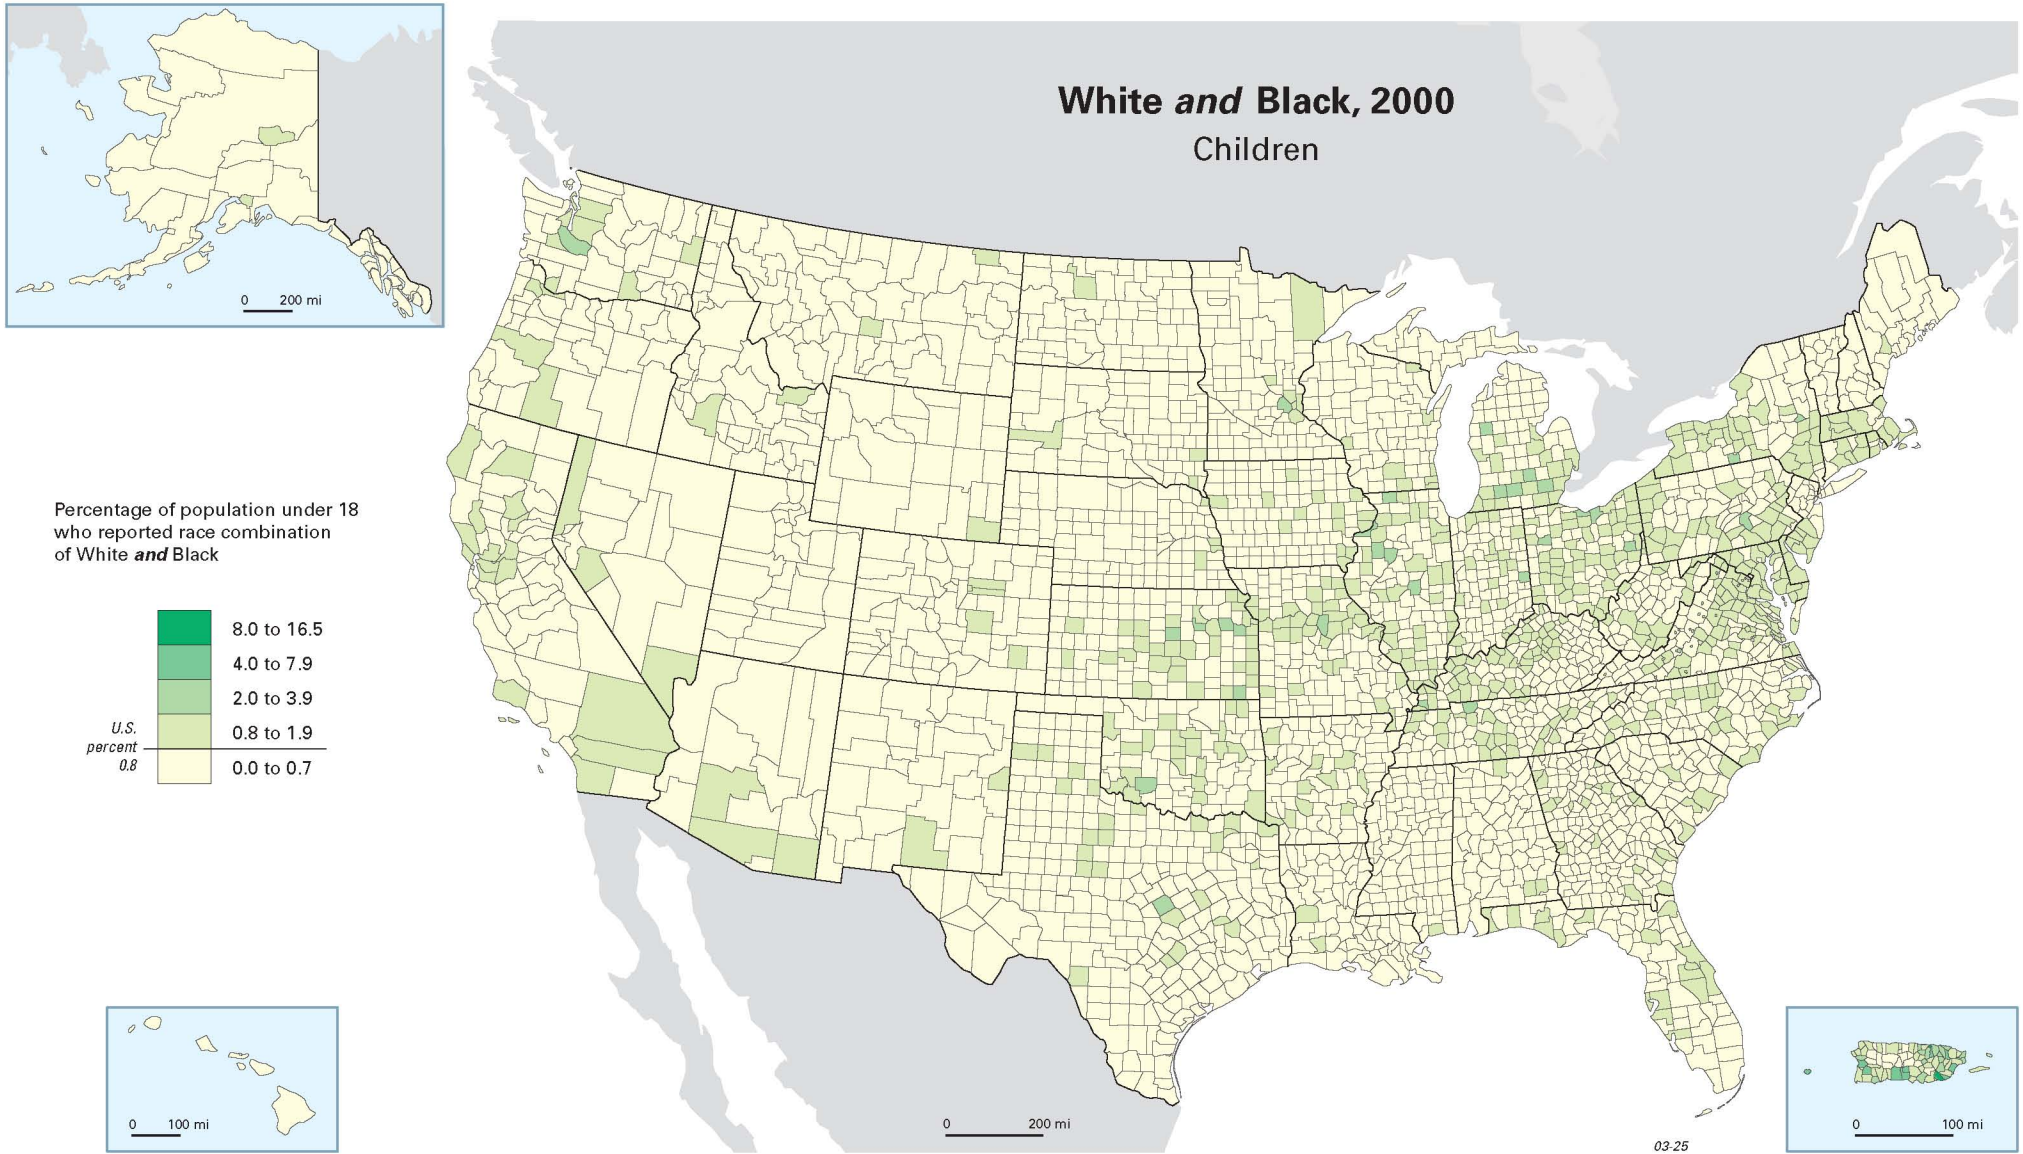 White and Black, 2000
Children
0 200 mi
Percentage of population under 18
who reported race combination
of White and Black
8.0 to 16.5
4.0 to 7.9
2.0 to 3.9
0.8 to 1.9
U.S.
percent
0.8
0.0 to 0.7
0 100 mi
0 200 mi
0 100 mi
03-25